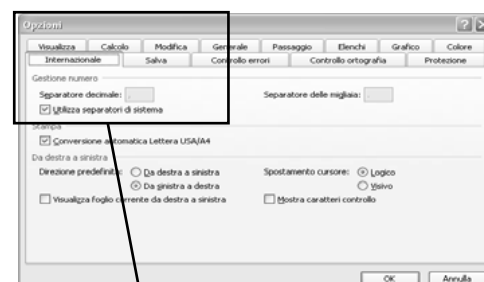 Opzioni
Visualizza Calcolo Modifica Generale Passaggio Elenchi Grafico Colore
Internazionale Salva Controllo errori Controllo ortografia Protezione
Gestione numero
Separatore decimale: Separatore delle migliaia:
Utilizza separatori di sistema
Stampa
Conversione automatica Lettera USA/A4
Da destra a sinistra
Direzione predefinita: Da destra a sinistra Spostamento cursore: Logico
Da sinistra a destra Visivo
Visualizza foglio corrente da destra a sinistra Mostra caratteri controllo
OK Annulla